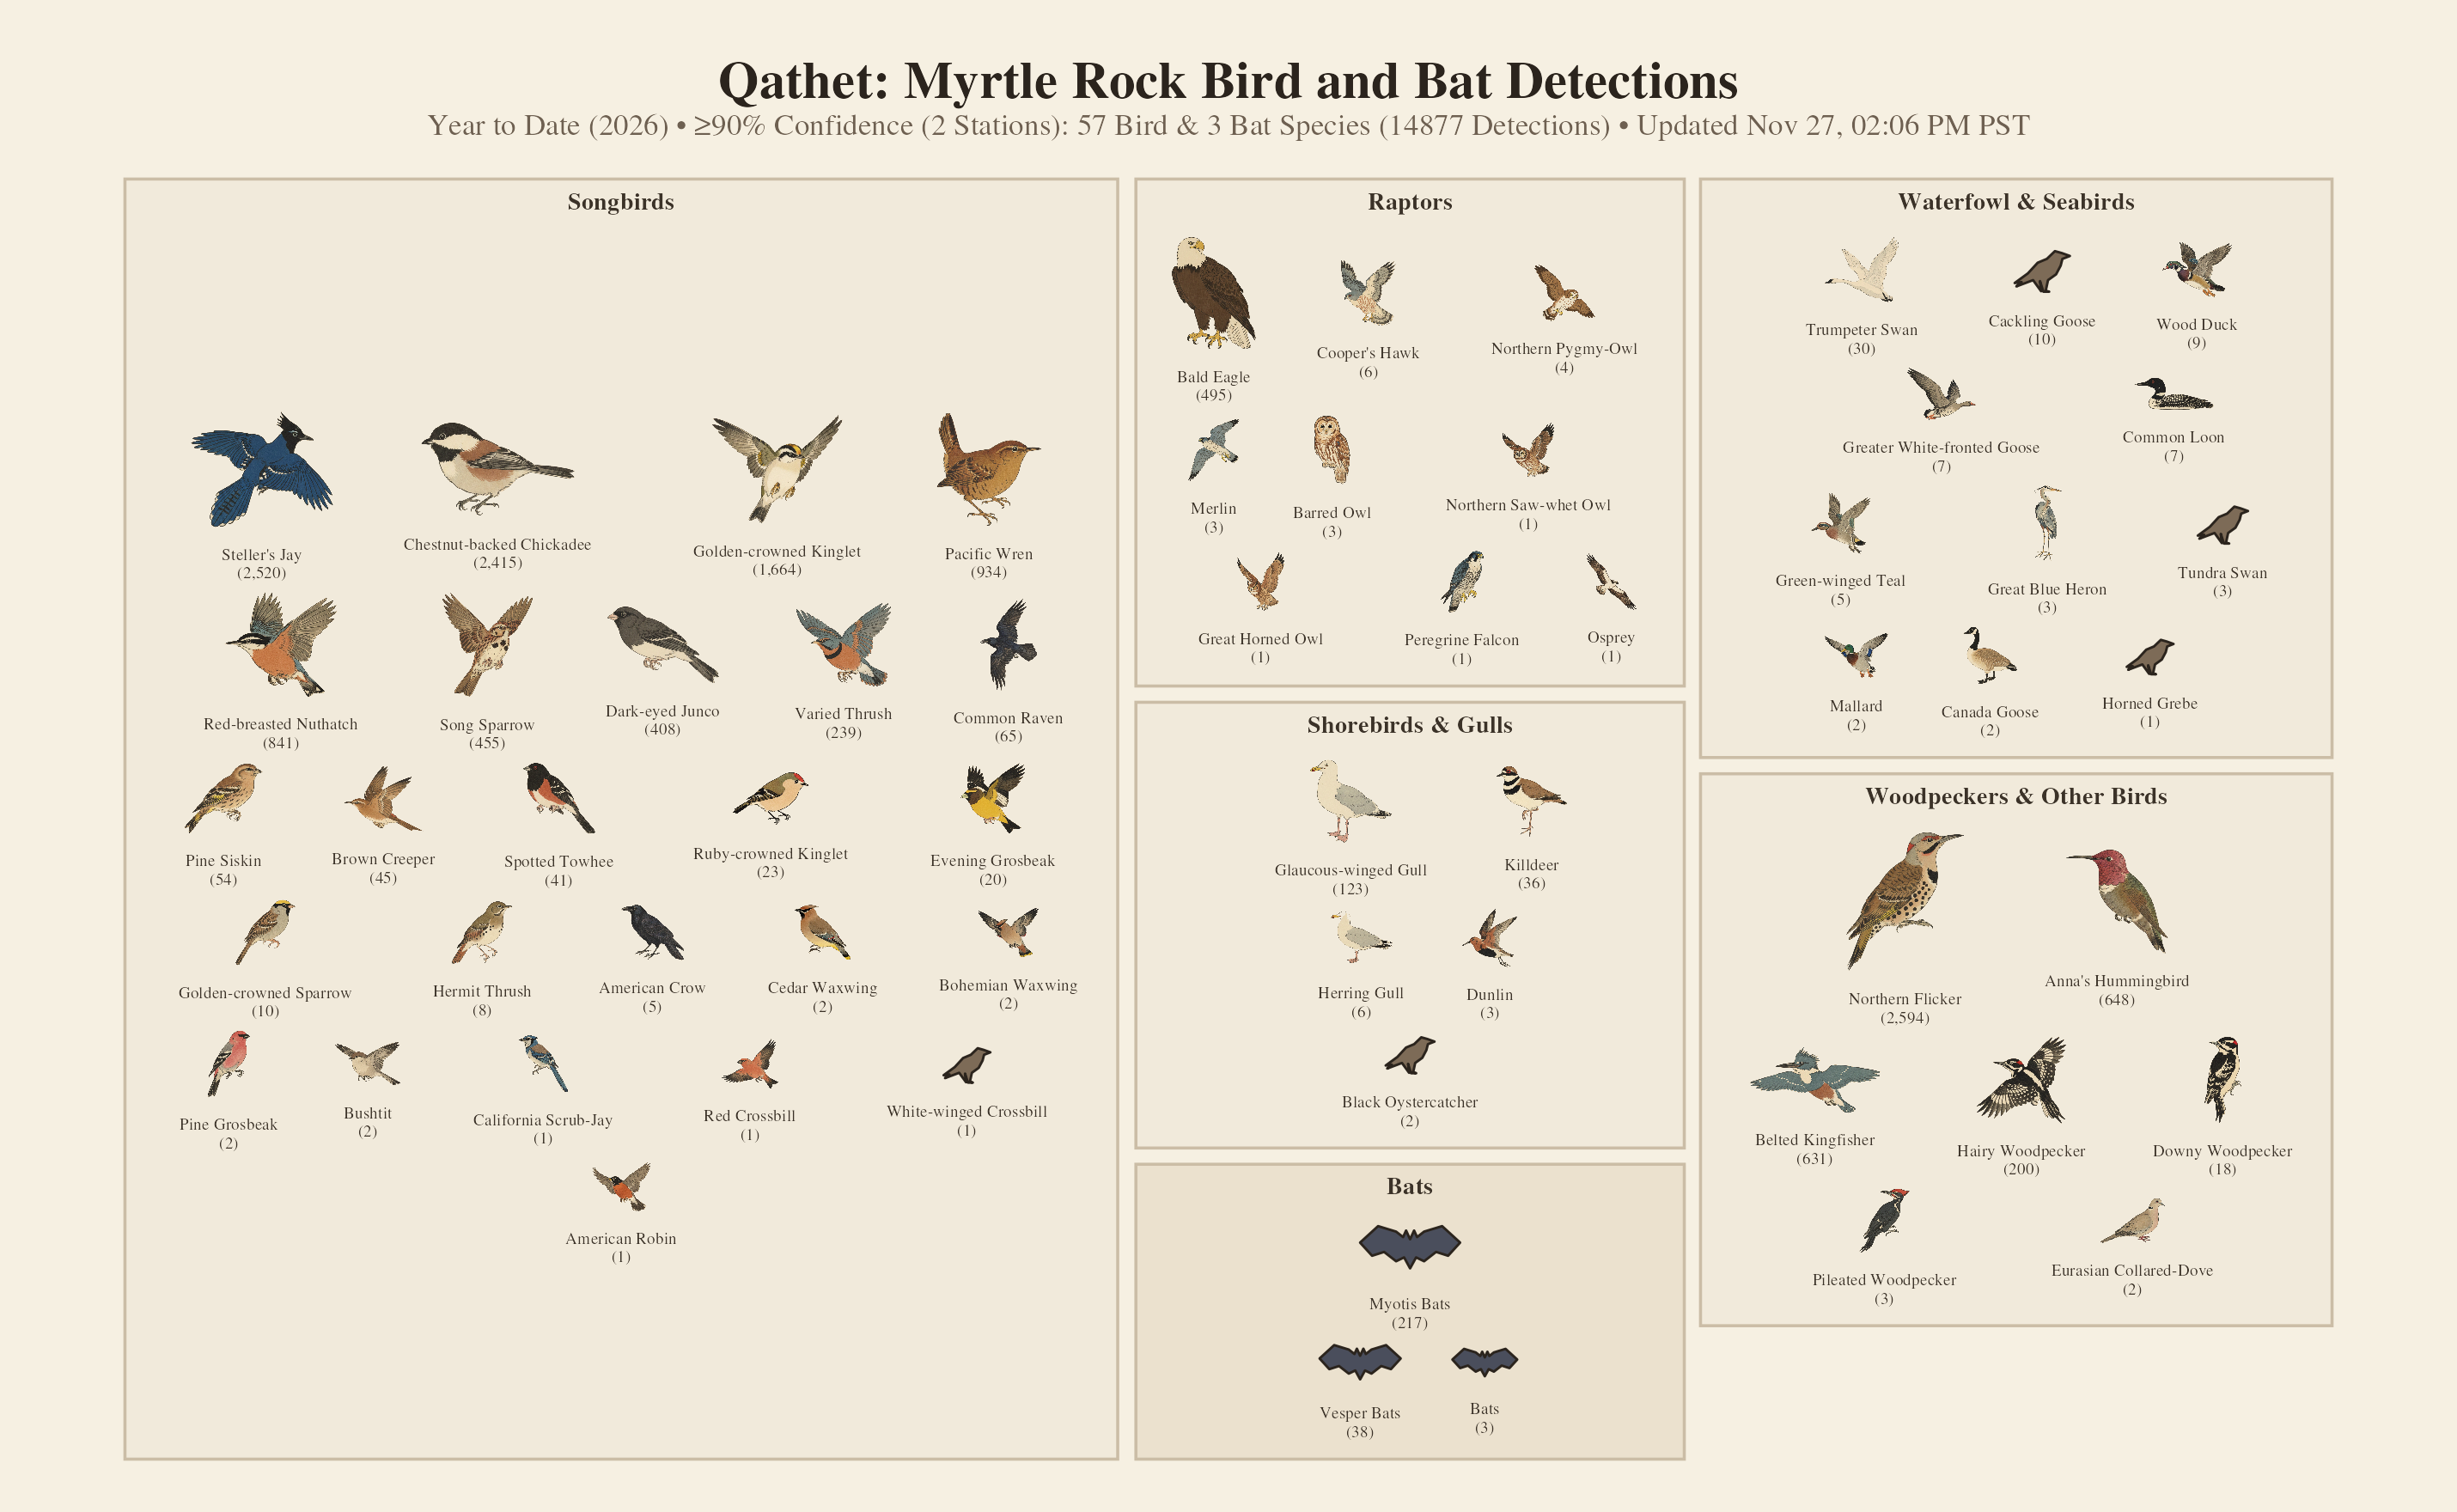 Qathet: Myrtle Rock Bird and Bat Detections
Year to Date (2026) • ≥90% Confidence (2 Stations): 57 Bird & 3 Bat Species (14877 Detections) • Updated Nov 27, 02:06 PM PST
Songbirds
Steller's Jay
(2,520)
Chestnut-backed Chickadee
(2,415)
Golden-crowned Kinglet
(1,664)
Pacific Wren
(934)
Red-breasted Nuthatch
(841)
Song Sparrow
(455)
Dark-eyed Junco
(408)
Varied Thrush
(239)
Common Raven
(65)
Pine Siskin
(54)
Brown Creeper
(45)
Spotted Towhee
(41)
Ruby-crowned Kinglet
(23)
Evening Grosbeak
(20)
Golden-crowned Sparrow
(10)
Hermit Thrush
(8)
American Crow
(5)
Cedar Waxwing
(2)
Bohemian Waxwing
(2)
Pine Grosbeak
(2)
Bushtit
(2)
California Scrub-Jay
(1)
Red Crossbill
(1)
White-winged Crossbill
(1)
American Robin
(1)
Raptors
Bald Eagle
(495)
Cooper's Hawk
(6)
Northern Pygmy-Owl
(4)
Merlin
(3)
Barred Owl
(3)
Northern Saw-whet Owl
(1)
Great Horned Owl
(1)
Peregrine Falcon
(1)
Osprey
(1)
Shorebirds & Gulls
Glaucous-winged Gull
(123)
Killdeer
(36)
Herring Gull
(6)
Dunlin
(3)
Black Oystercatcher
(2)
Bats
Myotis Bats
(217)
Vesper Bats
(38)
Bats
(3)
Waterfowl & Seabirds
Trumpeter Swan
(30)
Cackling Goose
(10)
Wood Duck
(9)
Greater White-fronted Goose
(7)
Common Loon
(7)
Green-winged Teal
(5)
Great Blue Heron
(3)
Tundra Swan
(3)
Mallard
(2)
Canada Goose
(2)
Horned Grebe
(1)
Woodpeckers & Other Birds
Northern Flicker
(2,594)
Anna's Hummingbird
(648)
Belted Kingfisher
(631)
Hairy Woodpecker
(200)
Downy Woodpecker
(18)
Pileated Woodpecker
(3)
Eurasian Collared-Dove
(2)